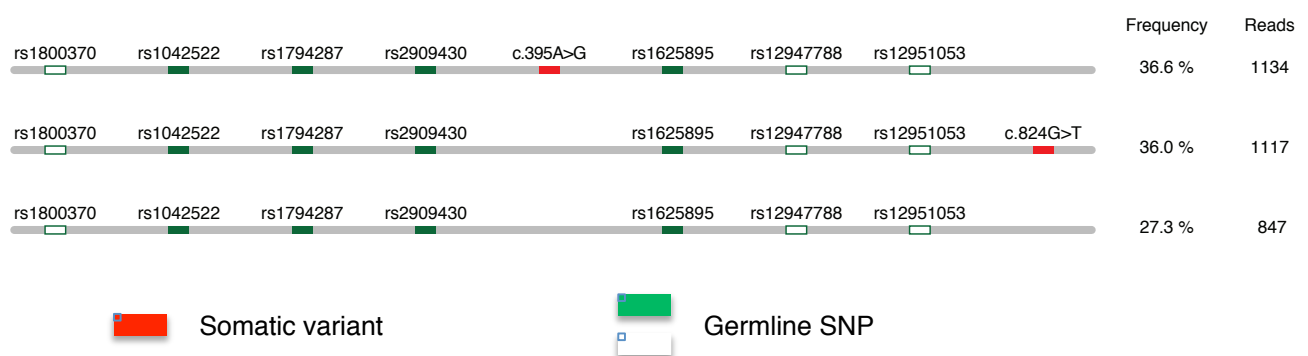 Frequency Reads
rs1800370 rs1042522 rs1794287 rs2909430 c.395A>G rs1625895 rs12947788 rs12951053
36.6 % 1134
rs1800370 rs1042522 rs1794287 rs2909430 rs1625895 rs12947788 rs12951053 c.824G>T
36.0 % 1117
rs1800370 rs1042522 rs1794287 rs2909430 rs1625895 rs12947788 rs12951053
27.3 % 847
Somatic variant Germline SNP